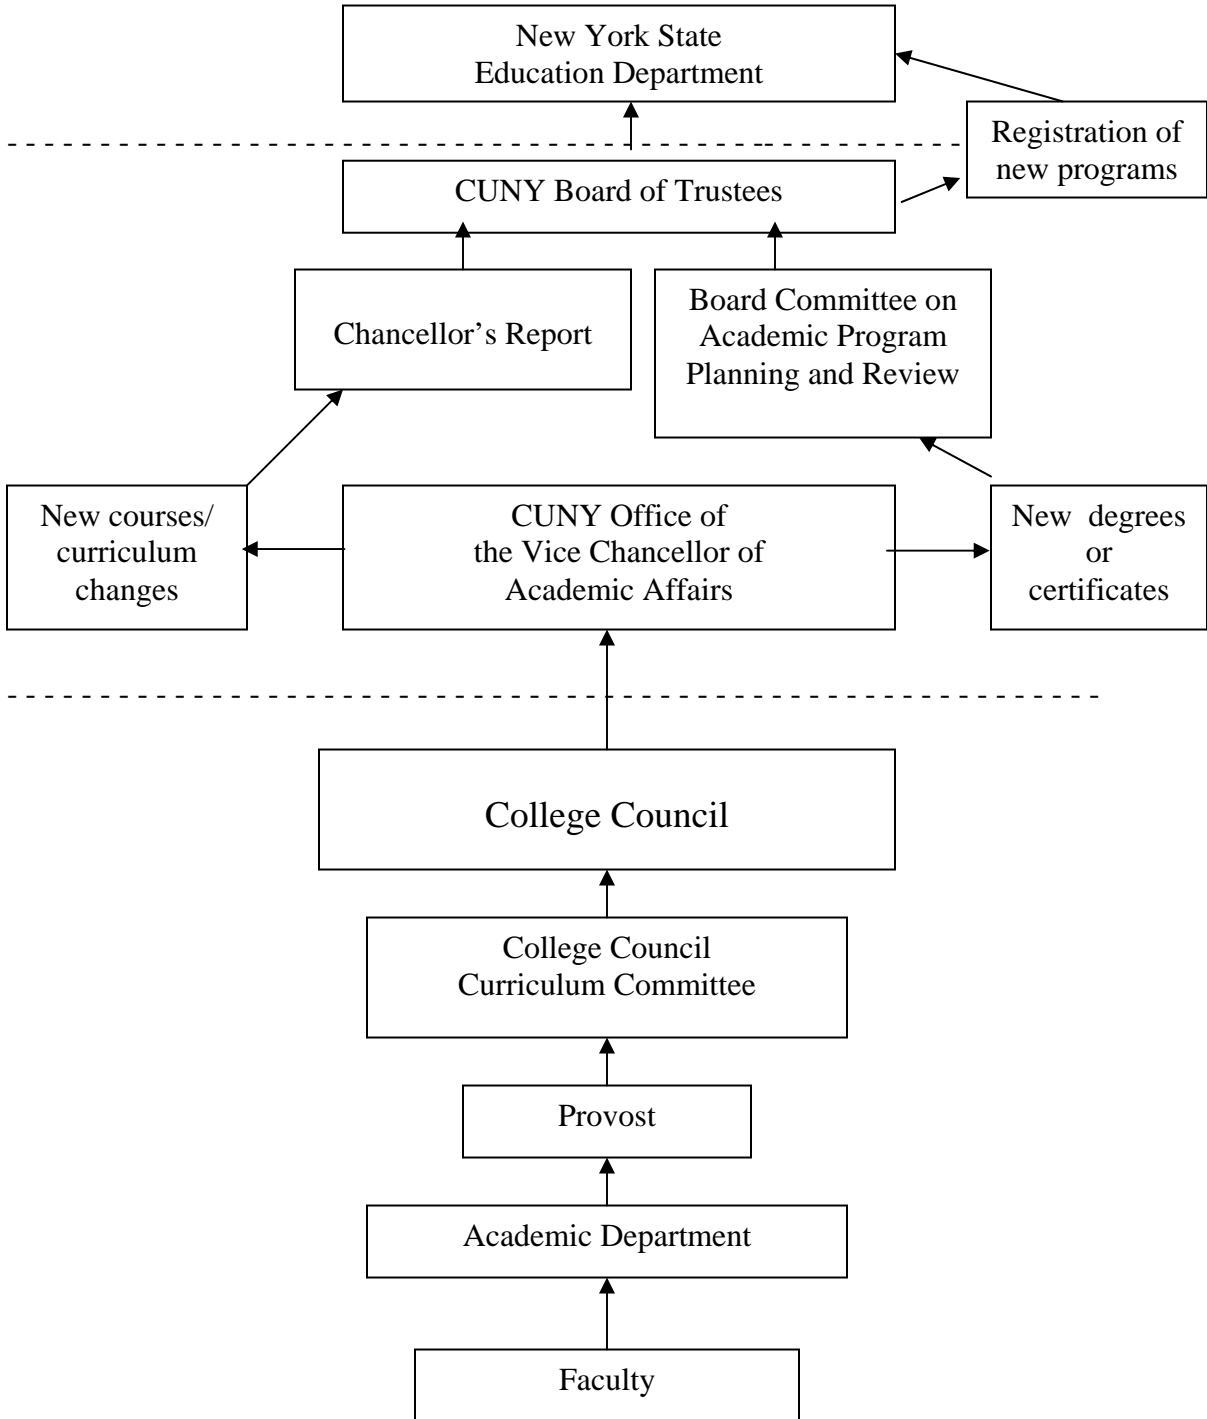 New York State
Education Department
Registration of
new programs
CUNY Board of Trustees
Chancellor’s Report
Board Committee on
Academic Program
Planning and Review
New courses/
curriculum
changes
CUNY Office of
the Vice Chancellor of
Academic Affairs
New degrees
or
certificates
College Council
College Council
Curriculum Committee
Provost
Academic Department
Faculty